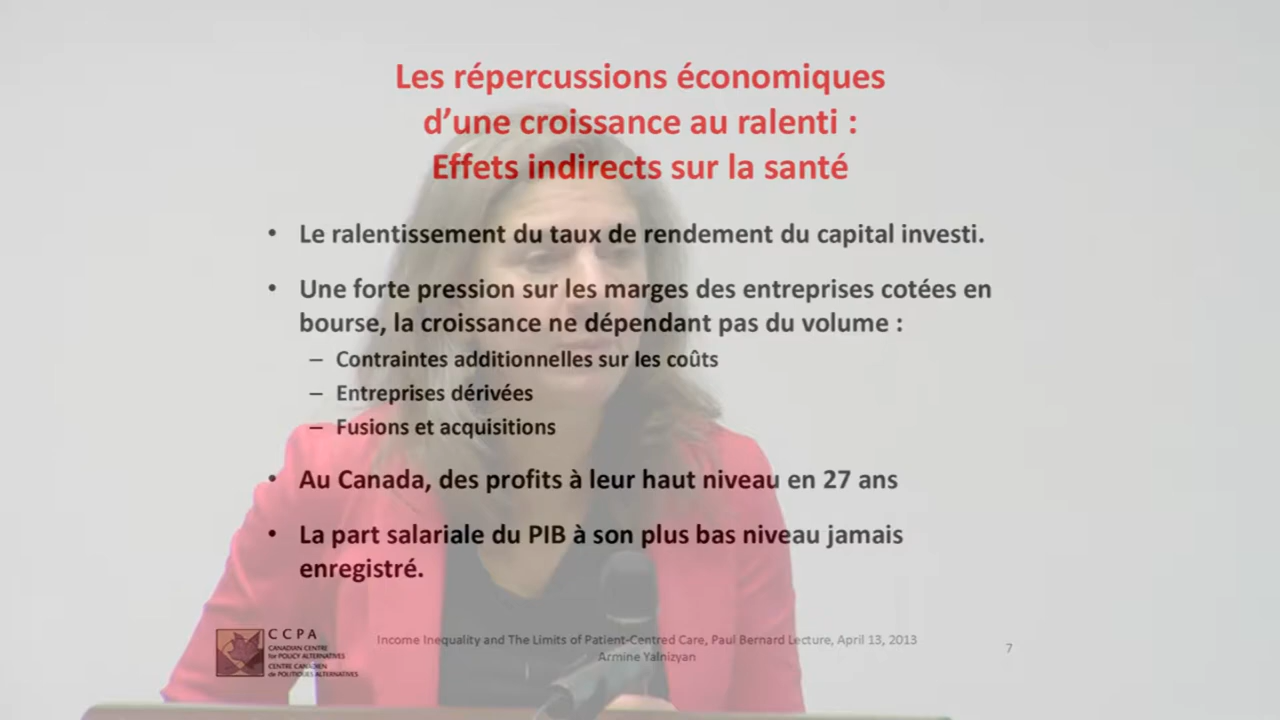 Les répercussions économiques
d’une croissance au ralenti :
Effets indirects sur la santé
• Le ralentissement du taux de rendement du capital investi.
• Une forte pression sur les marges des entreprises cotées en
bourse, la croissance ne dépendant pas du volume :
– Contraintes additionnelles sur les coûts
– Entreprises dérivées
– Fusions et acquisitions
• Au Canada, des profits à leur haut niveau en 27 ans
• La part salariale du PIB à son plus bas niveau jamais
enregistré.
CCPA
CANADIAN CENTRE
for POLICY ALTERNATIVES
CENTRE CANADIEN
de POLITIQUES ALTERNATIVES
Income Inequality and The Limits of Patient-Centred Care, Paul Bernard Lecture, April 13, 2013
Armine Yalnizyan
7